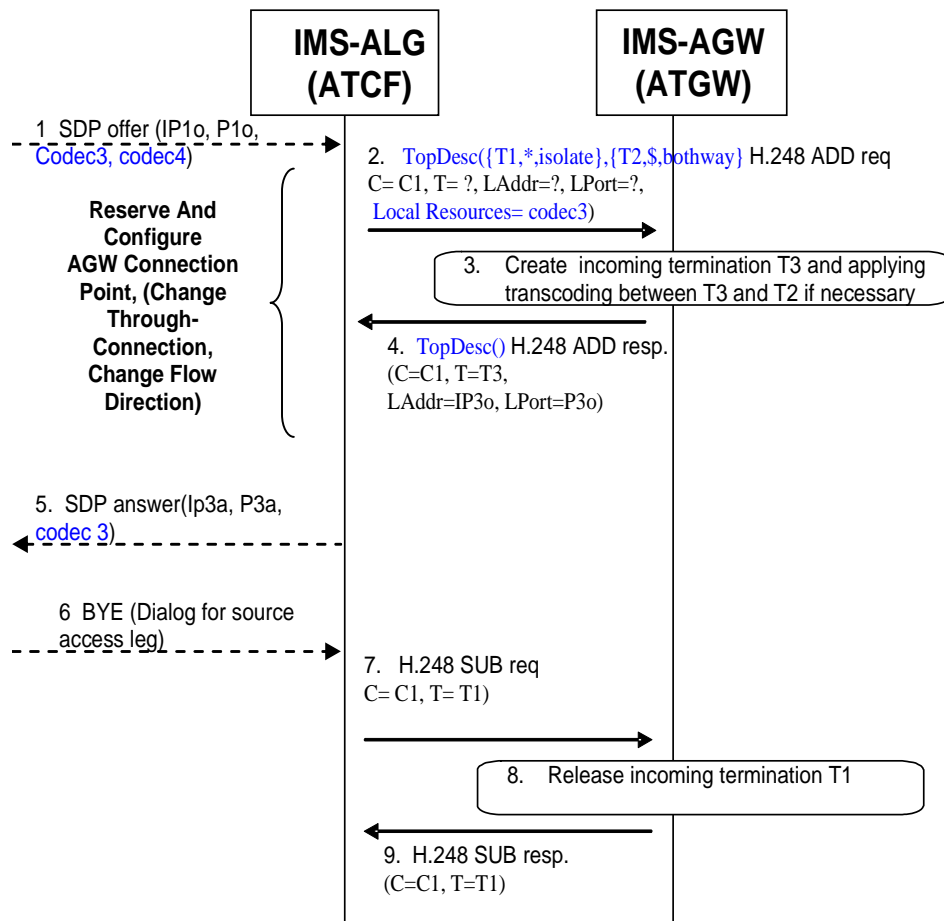 IMS-ALG
(ATCF)
IMS-AGW
(ATGW)
1 SDP offer (IP1o, P1o,
Codec3, codec4)
2. TopDesc({T1,*,isolate},{T2,$,bothway} H.248 ADD req
C= C1, T= ?, LAddr=?, LPort=?,
Local Resources= codec3)
Reserve And
Configure
AGW Connection
Point, (Change
Through-
Connection,
Change Flow
Direction)
3. Create incoming termination T3 and applying
transcoding between T3 and T2 if necessary
4. TopDesc() H.248 ADD resp.
(C=C1, T=T3,
LAddr=IP3o, LPort=P3o)
5. SDP answer(Ip3a, P3a,
codec 3)
6 BYE (Dialog for source
access leg)
7. H.248 SUB req
C= C1, T= T1)
8. Release incoming termination T1
9. H.248 SUB resp.
(C=C1, T=T1)